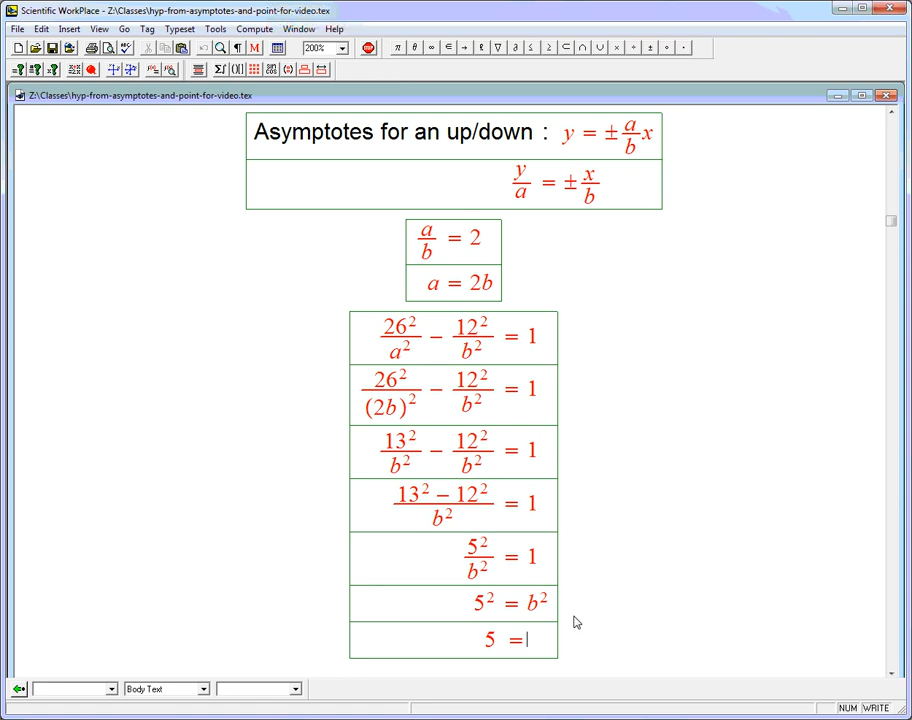 Scientific WorkPlace - [Z:\Classes\hyp-from-asymptotes-and-point-for-video.tex
File Edit Insert View Go Tag Typeset Tools Compute Window Help
200%
Z:\Classes\hyp-from-asymptotes-and-point-for-video.tex
Asymptotes for an up/down : y = ± a/b x
y/a = ± x/b
a/b = 2
a = 2b
26²/a² − 12²/b² = 1
26²/(2b)² − 12²/b² = 1
13²/b² − 12²/b² = 1
(13² − 12²)/b² = 1
5²/b² = 1
5² = b²
5 =
Body Text
NUM WRITE